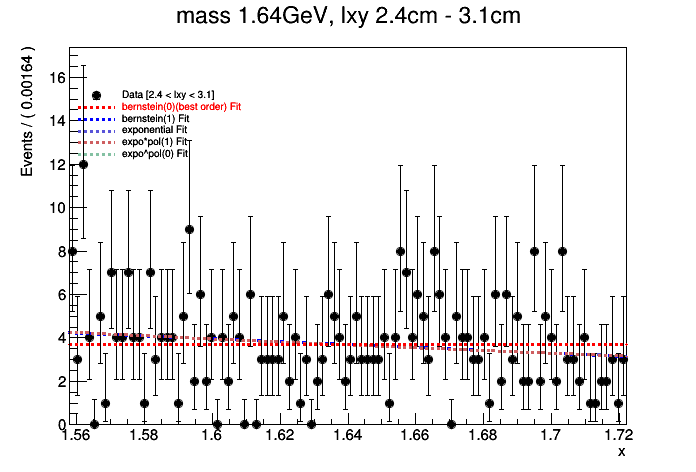 mass 1.64GeV, lxy 2.4cm - 3.1cm
Events / ( 0.00164 )
16
14
12
10
8
6
4
2
0
Data [2.4 < lxy < 3.1]
bernstein(0)(best order) Fit
bernstein(1) Fit
exponential Fit
expo*pol(1) Fit
expo^pol(0) Fit
1.56 1.58 1.6 1.62 1.64 1.66 1.68 1.7 1.72
x